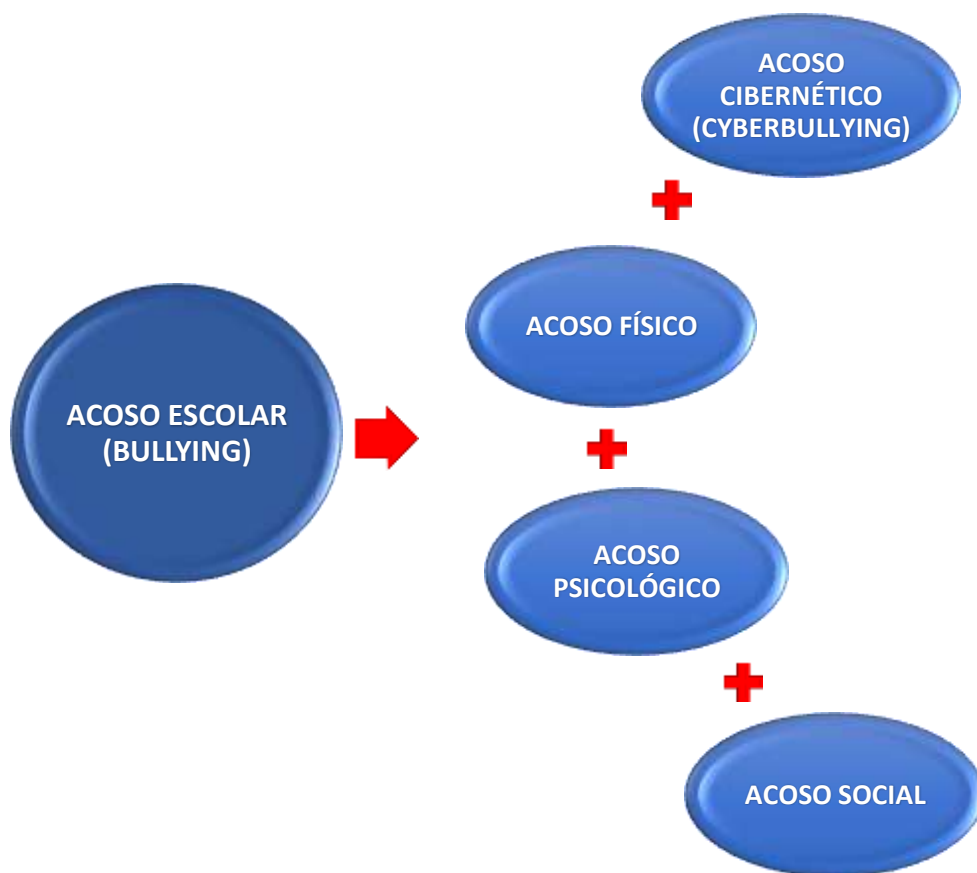 ACOSO
CIBERNÉTICO
(CYBERBULLYING)
ACOSO FÍSICO
ACOSO ESCOLAR
(BULLYING)
ACOSO
PSICOLÓGICO
ACOSO SOCIAL